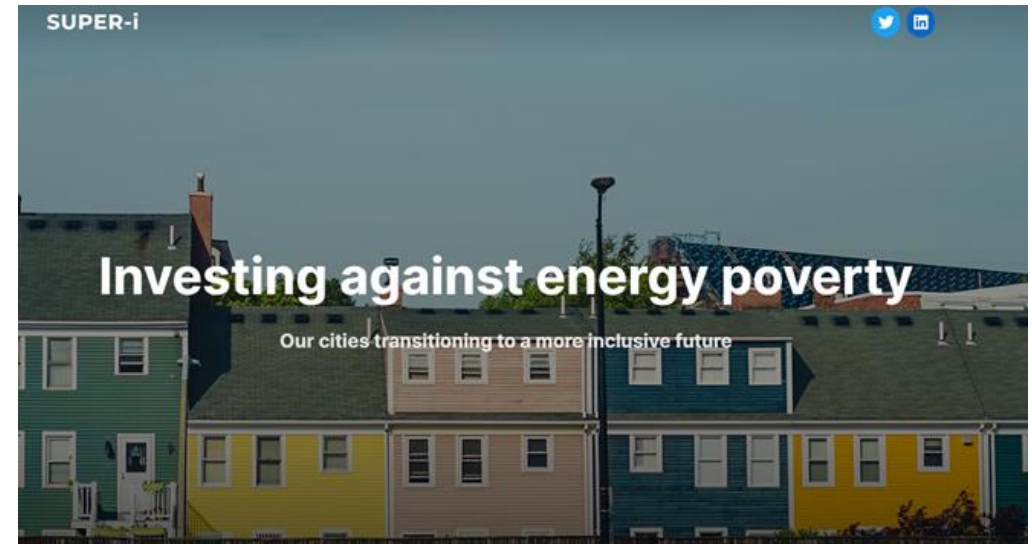 SUPER-i
Investing against energy poverty
Our cities transitioning to a more inclusive future